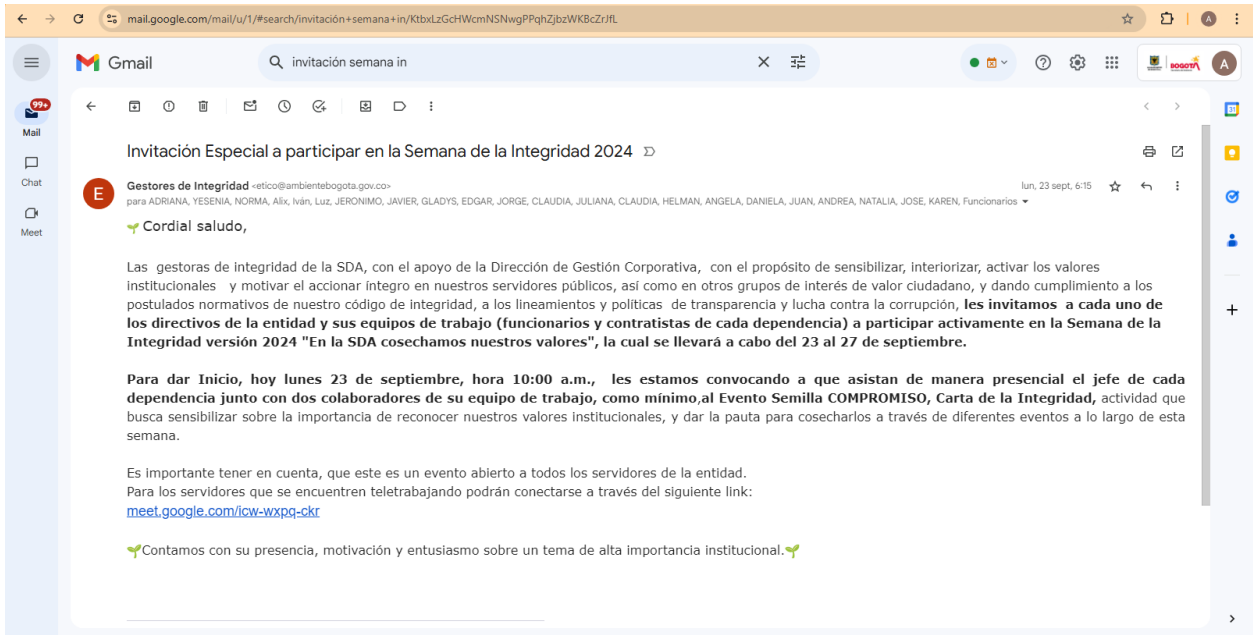 mail.google.com/mail/u/1/#search/invitación+semana+in/KtbxLzGcHWcmNSNwgPPqhZjbzWKBcZrJfL
A
Gmail
invitación semana in
BOGOTÁ
A
99+
Mail
Chat
Meet
31
Invitación Especial a participar en la Semana de la Integridad 2024
E
Gestores de Integridad <etico@ambientebogota.gov.co>
lun, 23 sept, 6:15
para ADRIANA, YESENIA, NORMA, Alix, Iván, Luz, JERONIMO, JAVIER, GLADYS, EDGAR, JORGE, CLAUDIA, JULIANA, CLAUDIA, HELMAN, ANGELA, DANIELA, JUAN, ANDREA, NATALIA, JOSE, KAREN, Funcionarios
Cordial saludo,
Las gestoras de integridad de la SDA, con el apoyo de la Dirección de Gestión Corporativa, con el propósito de sensibilizar, interiorizar, activar los valores
institucionales y motivar el accionar íntegro en nuestros servidores públicos, así como en otros grupos de interés de valor ciudadano, y dando cumplimiento a los
postulados normativos de nuestro código de integridad, a los lineamientos y políticas de transparencia y lucha contra la corrupción, les invitamos a cada uno de
los directivos de la entidad y sus equipos de trabajo (funcionarios y contratistas de cada dependencia) a participar activamente en la Semana de la
Integridad versión 2024 "En la SDA cosechamos nuestros valores", la cual se llevará a cabo del 23 al 27 de septiembre.
Para dar Inicio, hoy lunes 23 de septiembre, hora 10:00 a.m., les estamos convocando a que asistan de manera presencial el jefe de cada
dependencia junto con dos colaboradores de su equipo de trabajo, como mínimo,al Evento Semilla COMPROMISO, Carta de la Integridad, actividad que
busca sensibilizar sobre la importancia de reconocer nuestros valores institucionales, y dar la pauta para cosecharlos a través de diferentes eventos a lo largo de esta
semana.
Es importante tener en cuenta, que este es un evento abierto a todos los servidores de la entidad.
Para los servidores que se encuentren teletrabajando podrán conectarse a través del siguiente link:
meet.google.com/icw-wxpq-ckr
Contamos con su presencia, motivación y entusiasmo sobre un tema de alta importancia institucional.